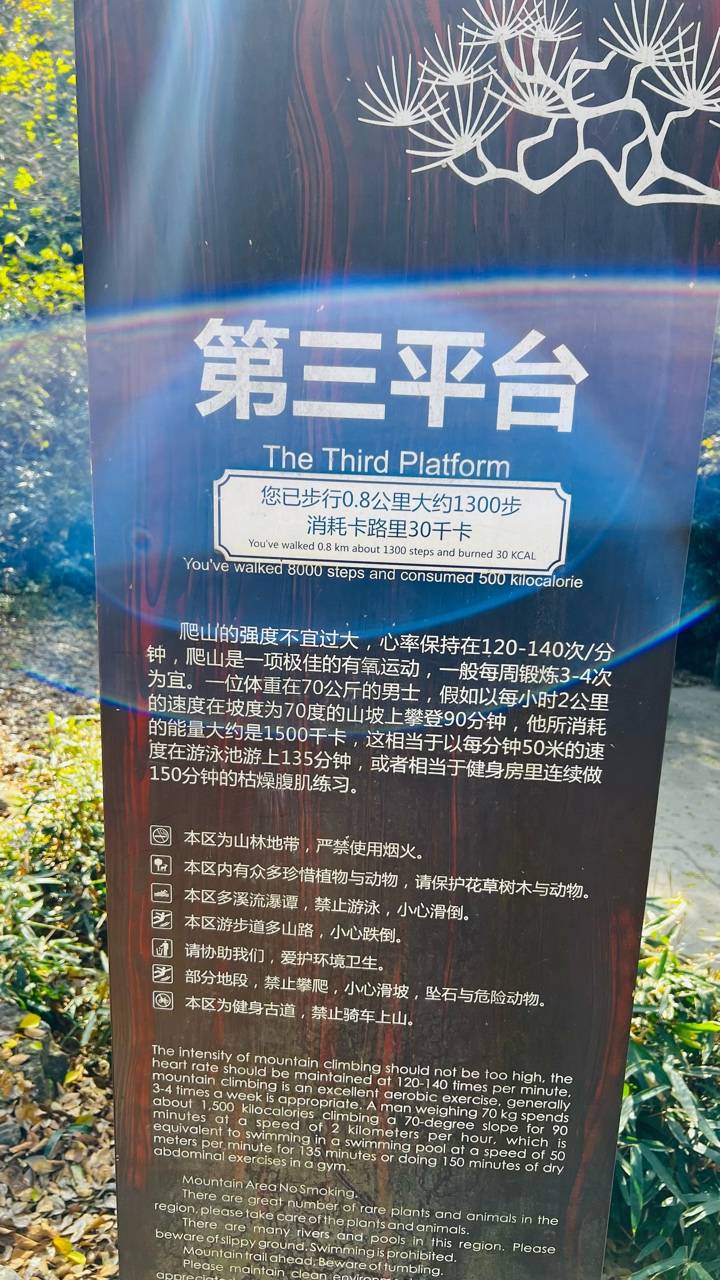 第三平台
The Third Platform
您已步行0.8公里大约1300步
消耗卡路里30千卡
You've walked 0.8 km about 1300 steps and burned 30 KCAL
You've walked 8000 steps and consumed 500 kilocalorie
爬山的强度不宜过大，心率保持在120-140次/分
钟，爬山是一项极佳的有氧运动，一般每周锻炼3-4次
为宜。一位体重在70公斤的男士，假如以每小时2公里
的速度在坡度为70度的山坡上攀登90分钟，他所消耗
的能量大约是1500千卡，这相当于以每分钟50米的速
度在游泳池游上135分钟，或者相当于健身房里连续做
150分钟的枯燥腹肌练习。
本区为山林地带，严禁使用烟火。
本区内有众多珍惜植物与动物，请保护花草树木与动物。
本区多溪流瀑谭，禁止游泳，小心滑倒。
本区游步道多山路，小心跌倒。
请协助我们，爱护环境卫生。
部分地段，禁止攀爬，小心滑坡，坠石与危险动物。
本区为健身古道，禁止骑车上山。
The intensity of mountain climbing should not be too high, the
heart rate should be maintained at 120-140 times per minute,
mountain climbing is an excellent aerobic exercise, generally
3-4 times a week is appropriate. A man weighing 70 kg spends
about 1,500 kilocalories climbing a 70-degree slope for 90
minutes at a speed of 2 kilometers per hour, which is
equivalent to swimming in a swimming pool at a speed of 50
meters per minute for 135 minutes or doing 150 minutes of dry
abdominal exercises in a gym.
Mountain Area No Smoking.
There are great number of rare plants and animals in the
region, please take care of the plants and animals.
There are many rivers and pools in this region. Please
beware of slippy ground. Swimming is prohibited.
Mountain trail ahead. Beware of tumbling.
Please maintain clean